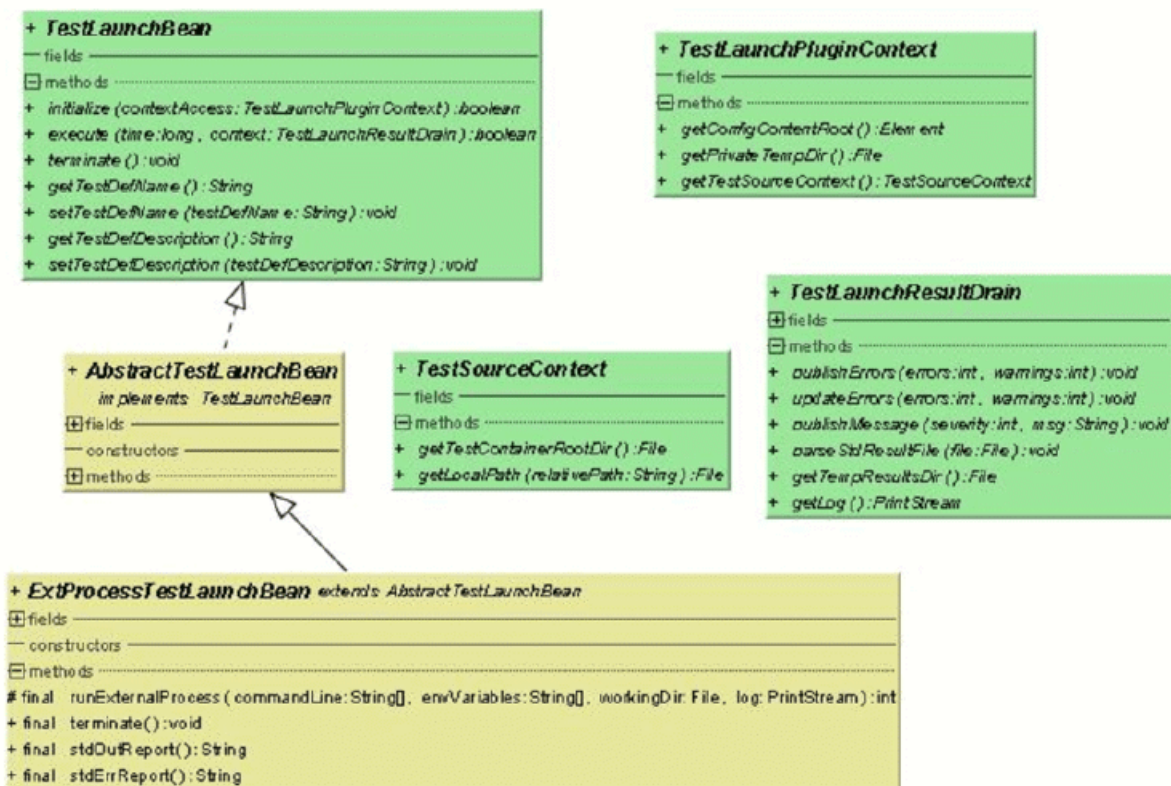 + TestLaunchBean
fields
methods
+ initialize (contextAccess: TestLaunchPluginContext) :boolean
+ execute (time:long, context: TestLaunchResultDrain) :boolean
+ terminate () :void
+ getTestDefName () : String
+ setTestDefName (testDefName: String) : void
+ getTestDefDescription () : String
+ setTestDefDescription (testDefDescription: String) : void
+ TestLaunchPluginContext
fields
methods
+ getConfigContentRoot () :Element
+ getPrivateTempDir () :File
+ getTestSourceContext () : TestSourceContext
+ TestLaunchResultDrain
fields
methods
+ publishErrors (errors:int, warnings:int) :void
+ updateErrors (errors:int, warnings:int) :void
+ publishMessage (severity:int, msg: String) : void
+ parseStdResultFile (file:File) : void
+ getTempResultsDir () :File
+ getLog () :PrintStream
+ AbstractTestLaunchBean
implements TestLaunchBean
fields
constructors
methods
+ TestSourceContext
fields
methods
+ getTestContainerRootDir () :File
+ getLocalPath (relativePath: String) : File
+ ExtProcessTestLaunchBean extends AbstractTestLaunchBean
fields
constructors
methods
# final runExternalProcess ( commandLine: String[], envVariables: String[], workingDir: File, log: PrintStream) : int
+ final terminate() : void
+ final stdOutReport() : String
+ final stdErrReport() : String